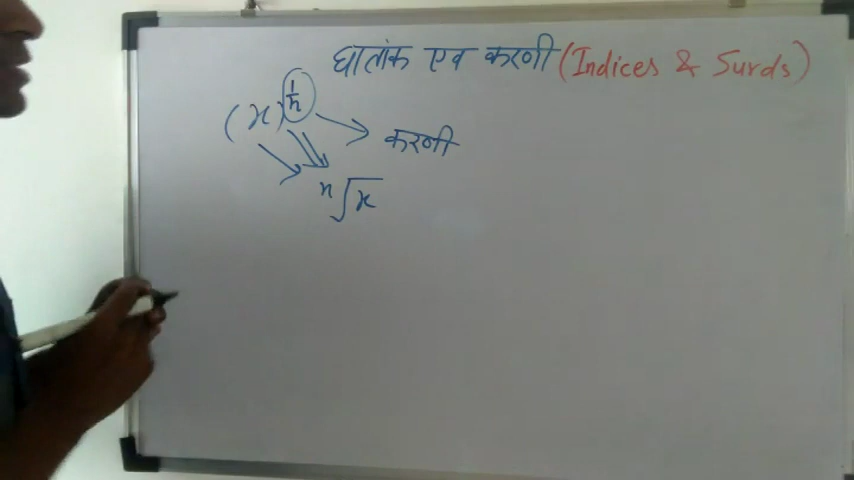 घातांक एव करणी (Indices & Surds)
(x)^(1/n) → करणी
ⁿ√x